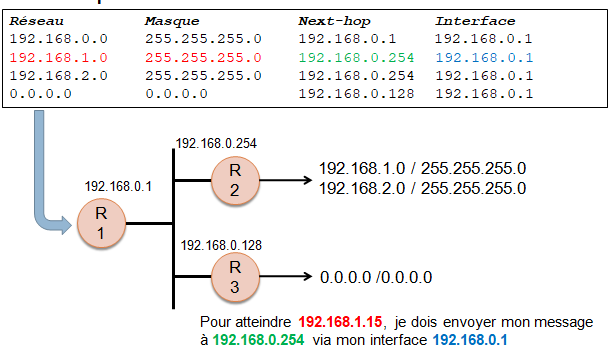 Réseau Masque Next-hop Interface
192.168.0.0 255.255.255.0 192.168.0.1 192.168.0.1
192.168.1.0 255.255.255.0 192.168.0.254 192.168.0.1
192.168.2.0 255.255.255.0 192.168.0.254 192.168.0.1
0.0.0.0 0.0.0.0 192.168.0.128 192.168.0.1
192.168.0.254
R
2
192.168.1.0 / 255.255.255.0
192.168.2.0 / 255.255.255.0
192.168.0.1
R
1
192.168.0.128
R
3
0.0.0.0 /0.0.0.0
Pour atteindre 192.168.1.15, je dois envoyer mon message
à 192.168.0.254 via mon interface 192.168.0.1